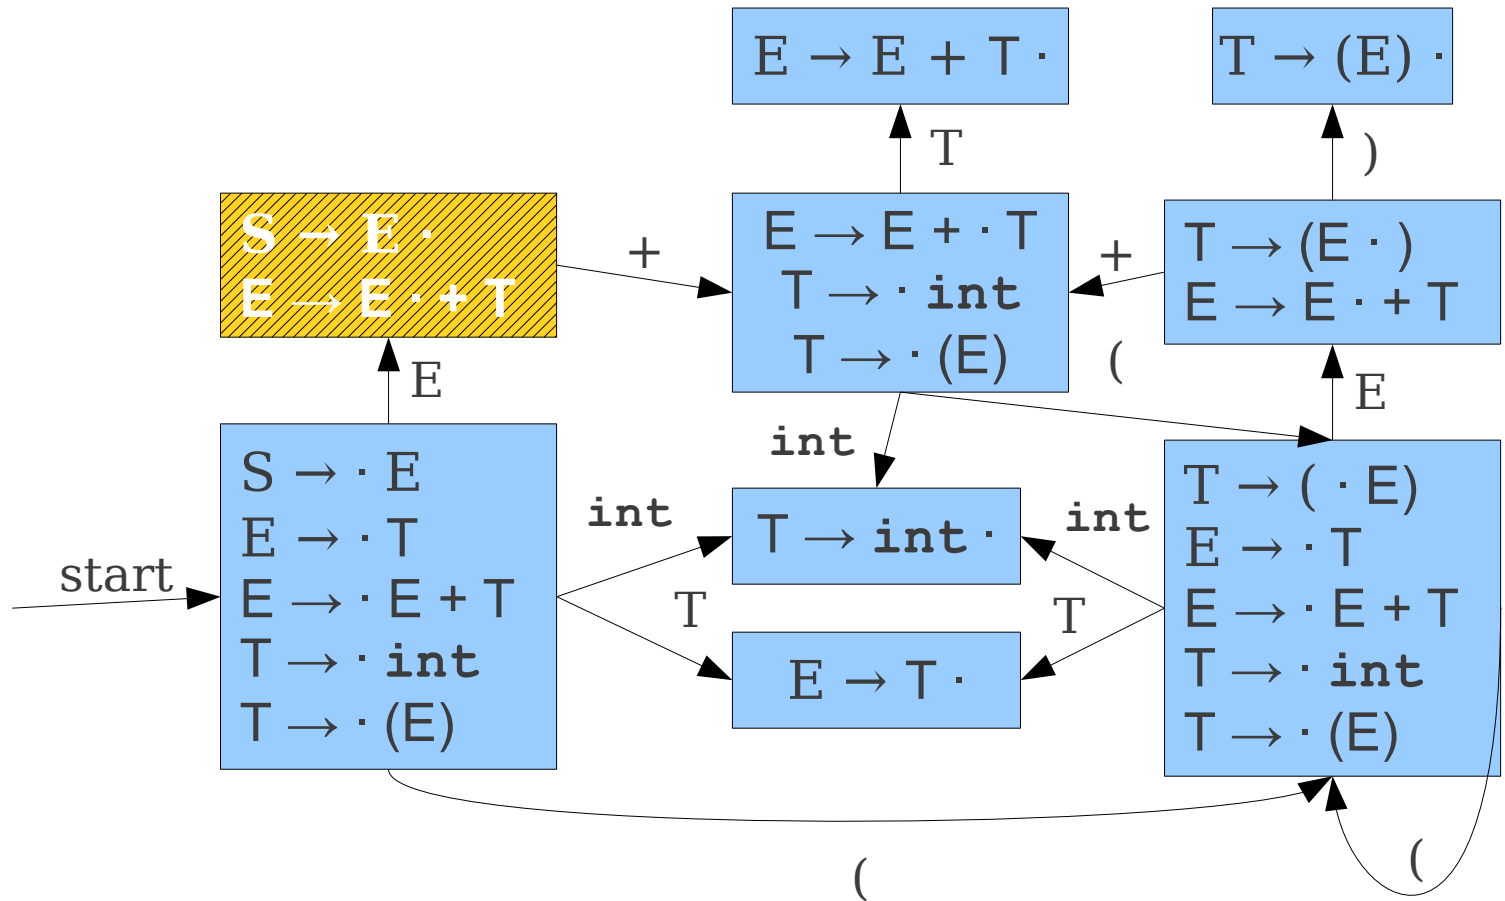 E → E + T ·
T → (E) ·
T
)
S → E ·
E → E · + T
+
E → E + · T
T → · int
T → · (E)
+
T → (E · )
E → E · + T
E
(
E
int
S → · E
E → · T
E → · E + T
T → · int
T → · (E)
start
int
T
T → int ·
E → T ·
int
T
T → ( · E)
E → · T
E → · E + T
T → · int
T → · (E)
(
(